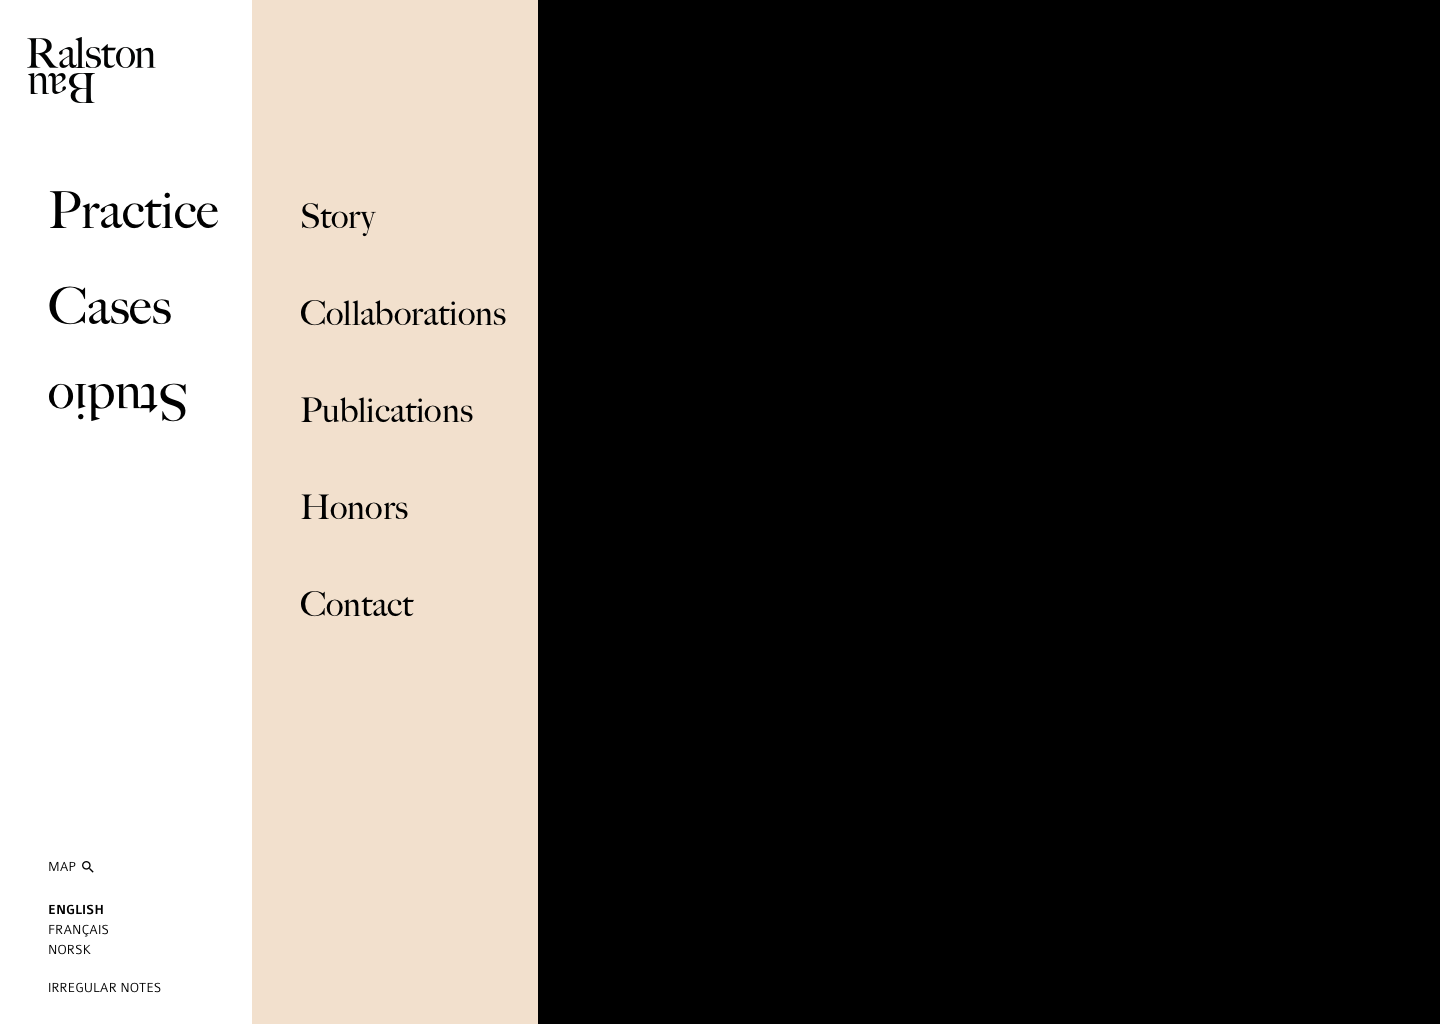 Ralston
Bau
Practice
Cases
Studio
MAP
ENGLISH
FRANÇAIS
NORSK
IRREGULAR NOTES
Story
Collaborations
Publications
Honors
Contact